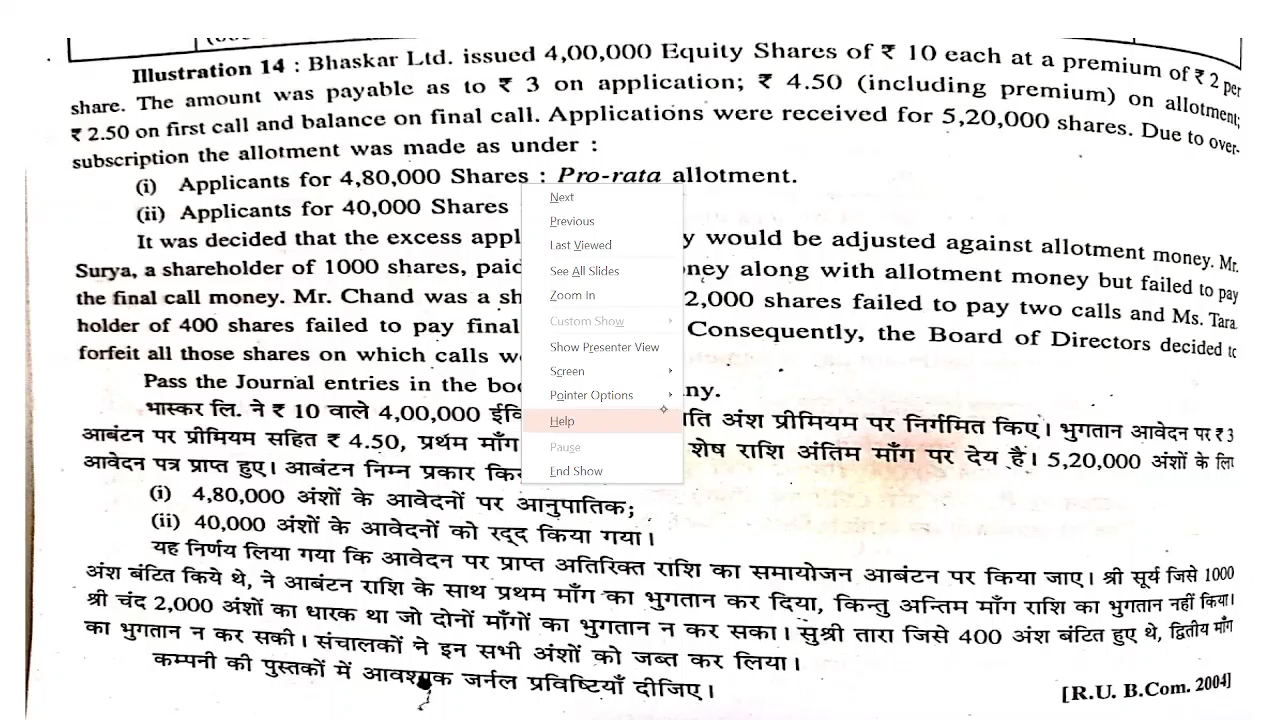 Illustration 14 : Bhaskar Ltd. issued 4,00,000 Equity Shares of ₹ 10 each at a premium of ₹ 2 per
share. The amount was payable as to ₹ 3 on application; ₹ 4.50 (including premium) on allotment;
₹ 2.50 on first call and balance on final call. Applications were received for 5,20,000 shares. Due to over-
subscription the allotment was made as under :
(i) Applicants for 4,80,000 Shares : Pro-rata allotment.
(ii) Applicants for 40,000 Shares
It was decided that the excess appl y would be adjusted against allotment money. Mr.
Surya, a shareholder of 1000 shares, paid ney along with allotment money but failed to pay
the final call money. Mr. Chand was a sh 2,000 shares failed to pay two calls and Ms. Tara
holder of 400 shares failed to pay final Consequently, the Board of Directors decided to
forfeit all those shares on which calls w
Pass the Journal entries in the boo ny.
भास्कर लि. ने ₹ 10 वाले 4,00,000 ईक्वि ति अंश प्रीमियम पर निर्गमित किए। भुगतान आवेदन पर ₹ 3
आबंटन पर प्रीमियम सहित ₹ 4.50, प्रथम माँग शेष राशि अंतिम माँग पर देय हैं। 5,20,000 अंशों के लि
आवेदन पत्र प्राप्त हुए। आबंटन निम्न प्रकार कि
(i) 4,80,000 अंशों के आवेदनों पर आनुपातिक;
(ii) 40,000 अंशों के आवेदनों को रद्द किया गया।
यह निर्णय लिया गया कि आवेदन पर प्राप्त अतिरिक्त राशि का समायोजन आबंटन पर किया जाए। श्री सूर्य जिसे 1000
अंश बंटित किये थे, ने आबंटन राशि के साथ प्रथम माँग का भुगतान कर दिया, किन्तु अन्तिम माँग राशि का भुगतान नहीं किया।
श्री चंद 2,000 अंशों का धारक था जो दोनों माँगों का भुगतान न कर सका। सुश्री तारा जिसे 400 अंश बंटित हुए थे, द्वितीय माँग
का भुगतान न कर सकी। संचालकों ने इन सभी अंशों को जब्त कर लिया।
कम्पनी की पुस्तकों में आवश्यक जर्नल प्रविष्टियाँ दीजिए।
[R.U. B.Com. 2004]
Next
Previous
Last Viewed
See All Slides
Zoom In
Custom Show
Show Presenter View
Screen
Pointer Options
Help
Pause
End Show